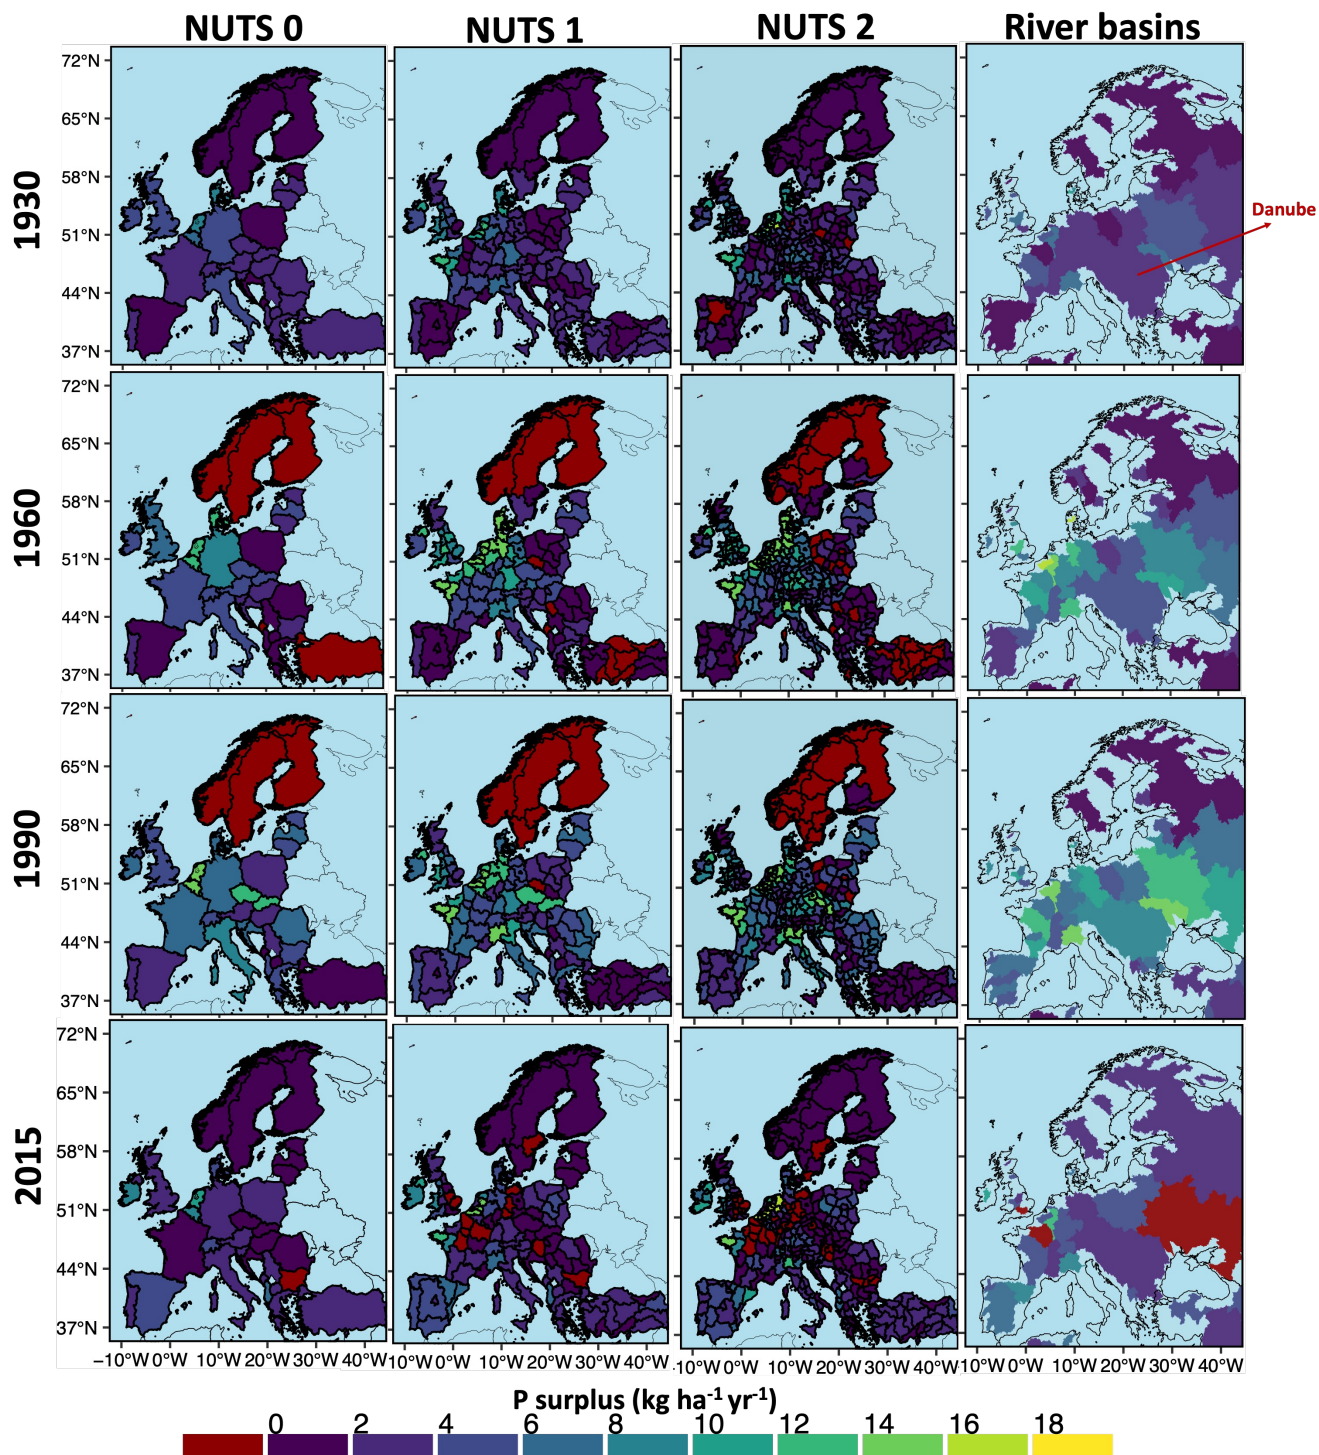 NUTS 0 NUTS 1 NUTS 2 River basins
1930
72°N
65°N
58°N
51°N
44°N
37°N
Danube
1960
72°N
65°N
58°N
51°N
44°N
37°N
1990
72°N
65°N
58°N
51°N
44°N
37°N
2015
72°N
65°N
58°N
51°N
44°N
37°N
−10°W 0°W 10°W 20°W 30°W 40°W
10°W 0°W 10°W 20°W 30°W 40°W
10°W 0°W 10°W 20°W 30°W 40°W
10°W 0°W 10°W 20°W 30°W 40°W
P surplus (kg ha⁻¹ yr⁻¹)
0 2 4 6 8 10 12 14 16 18